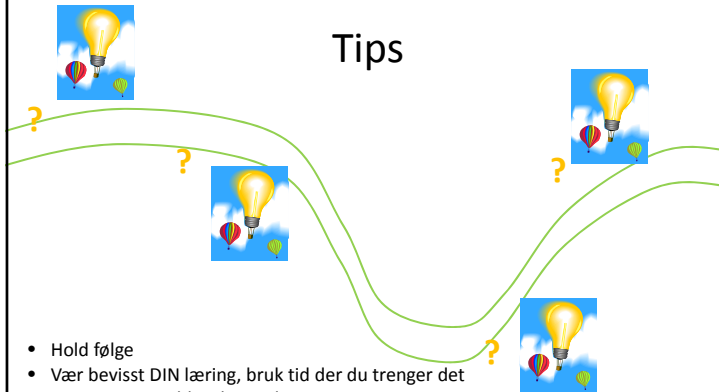 Tips
?
?
?
?
• Hold følge
• Vær bevisst DIN læring, bruk tid der du trenger det